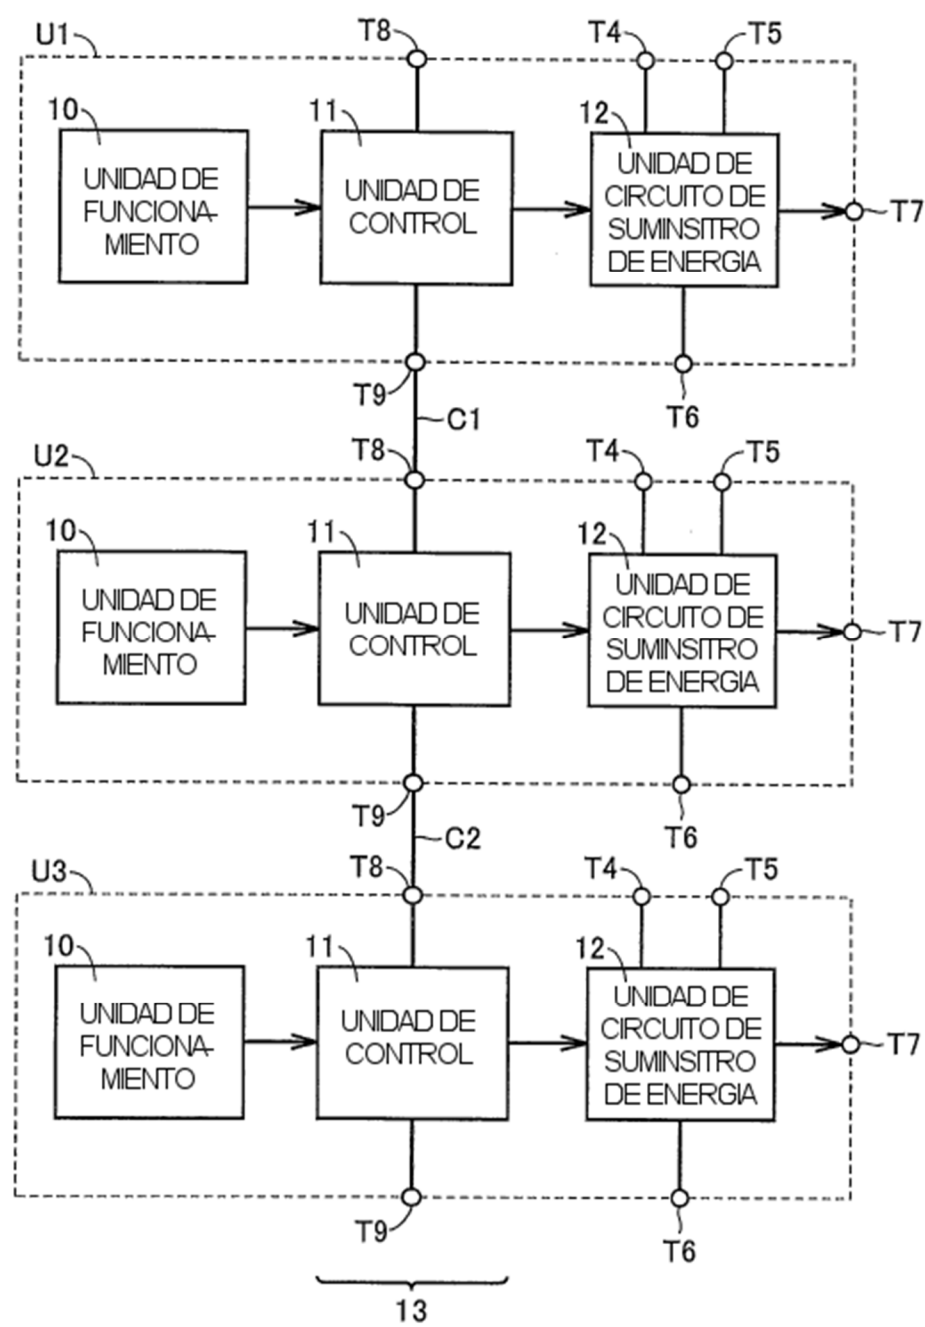 U1
T8
T4
T5
10
11
12
UNIDAD DE
FUNCIONA-
MIENTO
UNIDAD DE
CONTROL
UNIDAD DE
CIRCUITO DE
SUMINSITRO
DE ENERGIA
T7
T9
T6
C1
U2
T8
T4
T5
10
11
12
UNIDAD DE
FUNCIONA-
MIENTO
UNIDAD DE
CONTROL
UNIDAD DE
CIRCUITO DE
SUMINSITRO
DE ENERGIA
T7
T9
T6
C2
U3
T8
T4
T5
10
11
12
UNIDAD DE
FUNCIONA-
MIENTO
UNIDAD DE
CONTROL
UNIDAD DE
CIRCUITO DE
SUMINSITRO
DE ENERGIA
T7
T9
T6
13